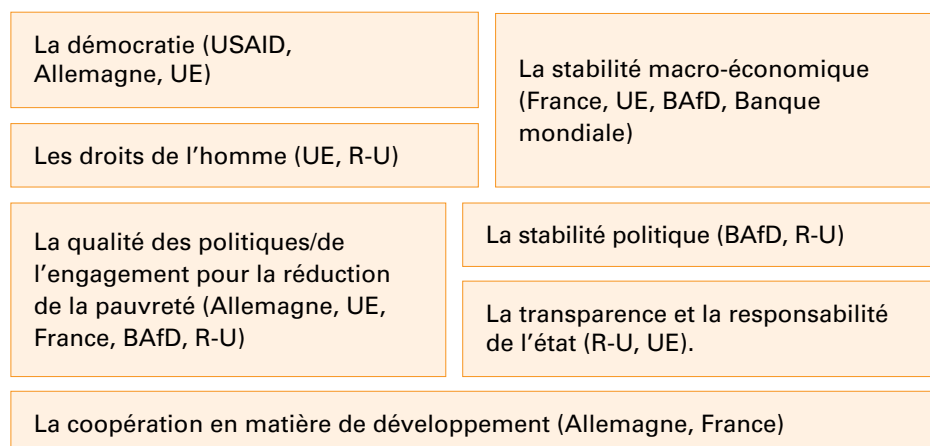 La démocratie (USAID,
Allemagne, UE)
La stabilité macro-économique
(France, UE, BAfD, Banque
mondiale)
Les droits de l’homme (UE, R-U)
La qualité des politiques/de
l’engagement pour la réduction
de la pauvreté (Allemagne, UE,
France, BAfD, R-U)
La stabilité politique (BAfD, R-U)
La transparence et la responsabilité
de l’état (R-U, UE).
La coopération en matière de développement (Allemagne, France)